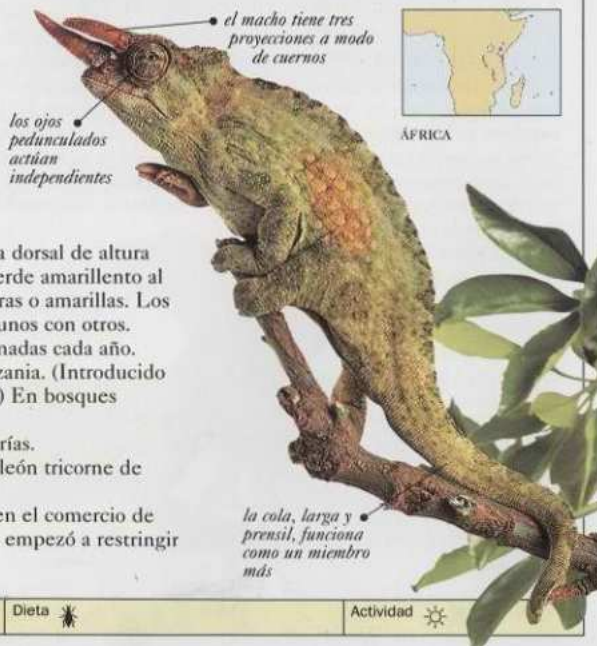 el macho tiene tres
proyecciones a modo
de cuernos
los ojos
pedunculados
actúan
independientes
ÁFRICA
a dorsal de altura
erde amarillento al
ras o amarillas. Los
unos con otros.
nadas cada año.
zania. (Introducido
) En bosques
rías.
león tricorne de
en el comercio de
empezó a restringir
la cola, larga y
prensil, funciona
como un miembro
más
Dieta
Actividad